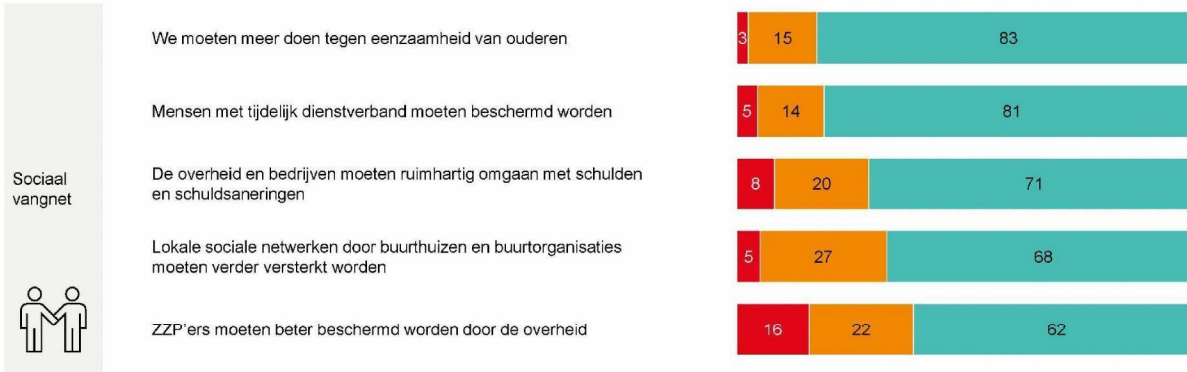 We moeten meer doen tegen eenzaamheid van ouderen
3 15 83
Mensen met tijdelijk dienstverband moeten beschermd worden
5 14 81
Sociaal
vangnet
De overheid en bedrijven moeten ruimhartig omgaan met schulden
en schuldsaneringen
8 20 71
Lokale sociale netwerken door buurthuizen en buurtorganisaties
moeten verder versterkt worden
5 27 68
ZZP'ers moeten beter beschermd worden door de overheid
16 22 62